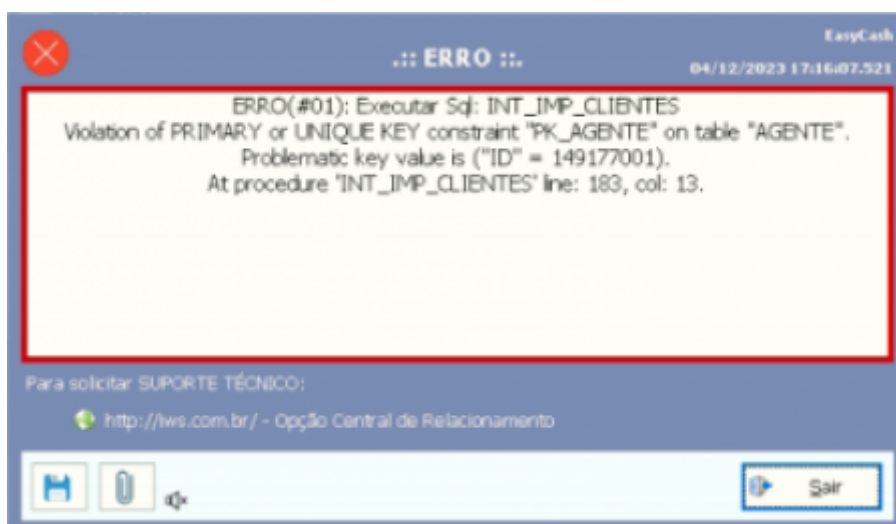 EasyCash
.:: ERRO ::.
04/12/2023 17:16:07.521
ERRO(#01): Executar Sql: INT_IMP_CLIENTES
Violation of PRIMARY or UNIQUE KEY constraint "PK_AGENTE" on table "AGENTE".
Problematic key value is ("ID" = 149177001).
At procedure 'INT_IMP_CLIENTES' line: 183, col: 13.
Para solicitar SUPORTE TÉCNICO:
http://iws.com.br/ - Opção Central de Relacionamento
Sair